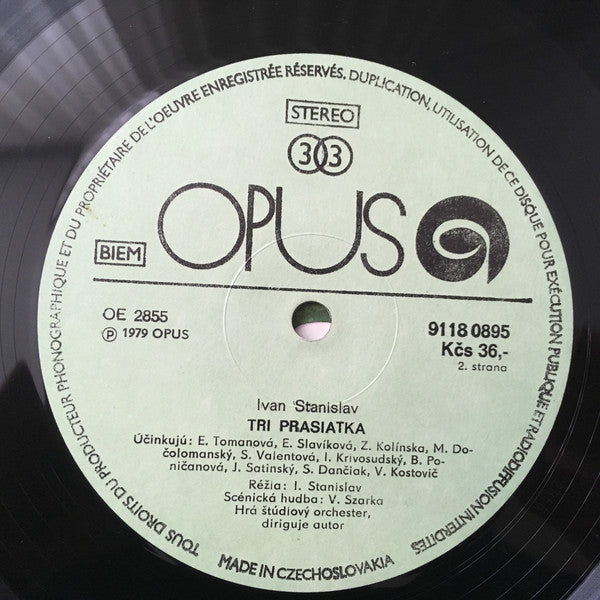 TOUS DROITS DU PRODUCTEUR PHONOGRAPHIQUE ET DU PROPRIÉTAIRE DE L'OEUVRE ENREGISTRÉE RÉSERVÉS. DUPLICATION, UTILISATION DE CE DISQUE POUR EXÉCUTION PUBLIQUE ET RADIODIFFUSION INTERDITES
STEREO
33
OPUS
BIEM
OE 2855
Ⓟ 1979 OPUS
9118 0895
Kčs 36,-
2. strana
Ivan Stanislav
TRI PRASIATKA
Účinkujú: E. Tomanová, E. Slavíková, Z. Kolínska, M. Do-
čolomanský, S. Valentová, I. Krivosudský, B. Po-
ničanová, J. Satinský, S. Dančiak, V. Kostovič
Réžia: I. Stanislav
Scénická hudba: V. Szarka
Hrá štúdiový orchester,
diriguje autor
MADE IN CZECHOSLOVAKIA